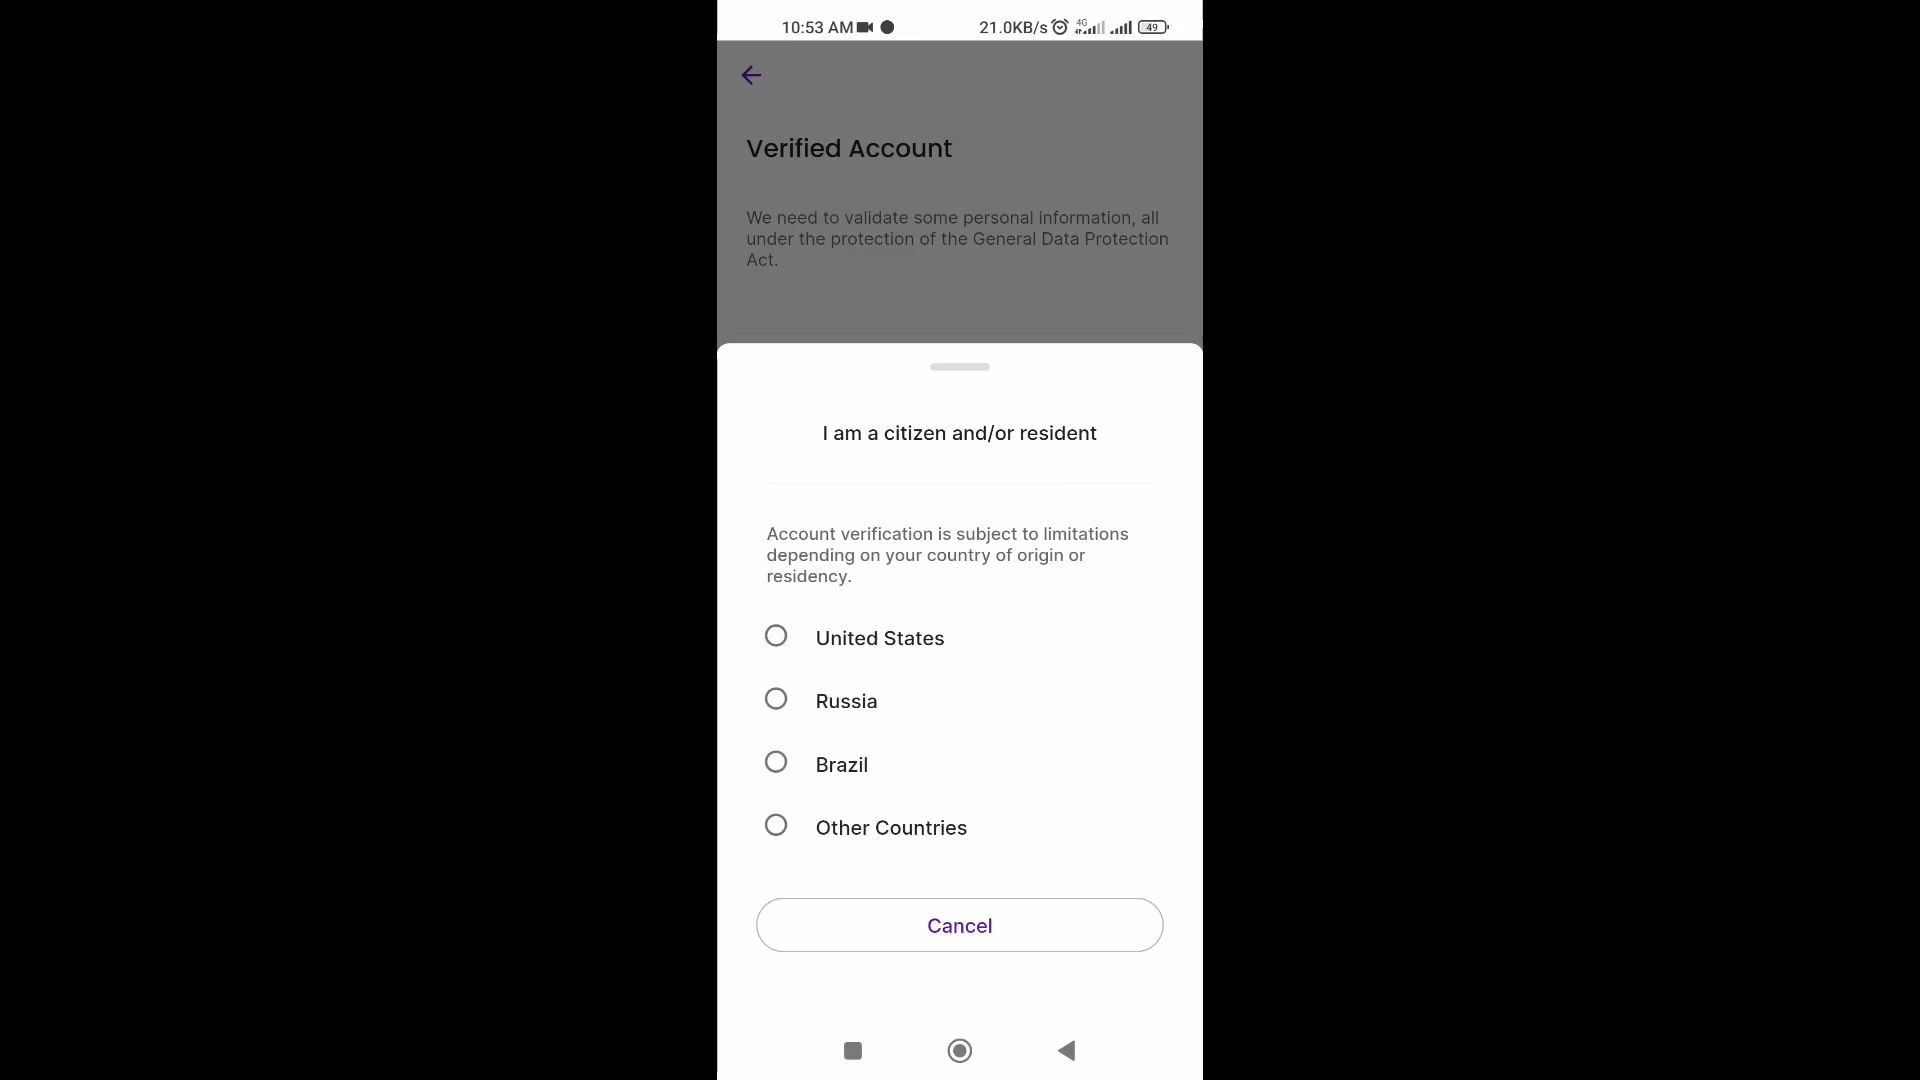 10:53 AM 21.0KB/s 4G 49
Verified Account
We need to validate some personal information, all
under the protection of the General Data Protection
Act.
I am a citizen and/or resident
Account verification is subject to limitations
depending on your country of origin or
residency.
United States
Russia
Brazil
Other Countries
Cancel